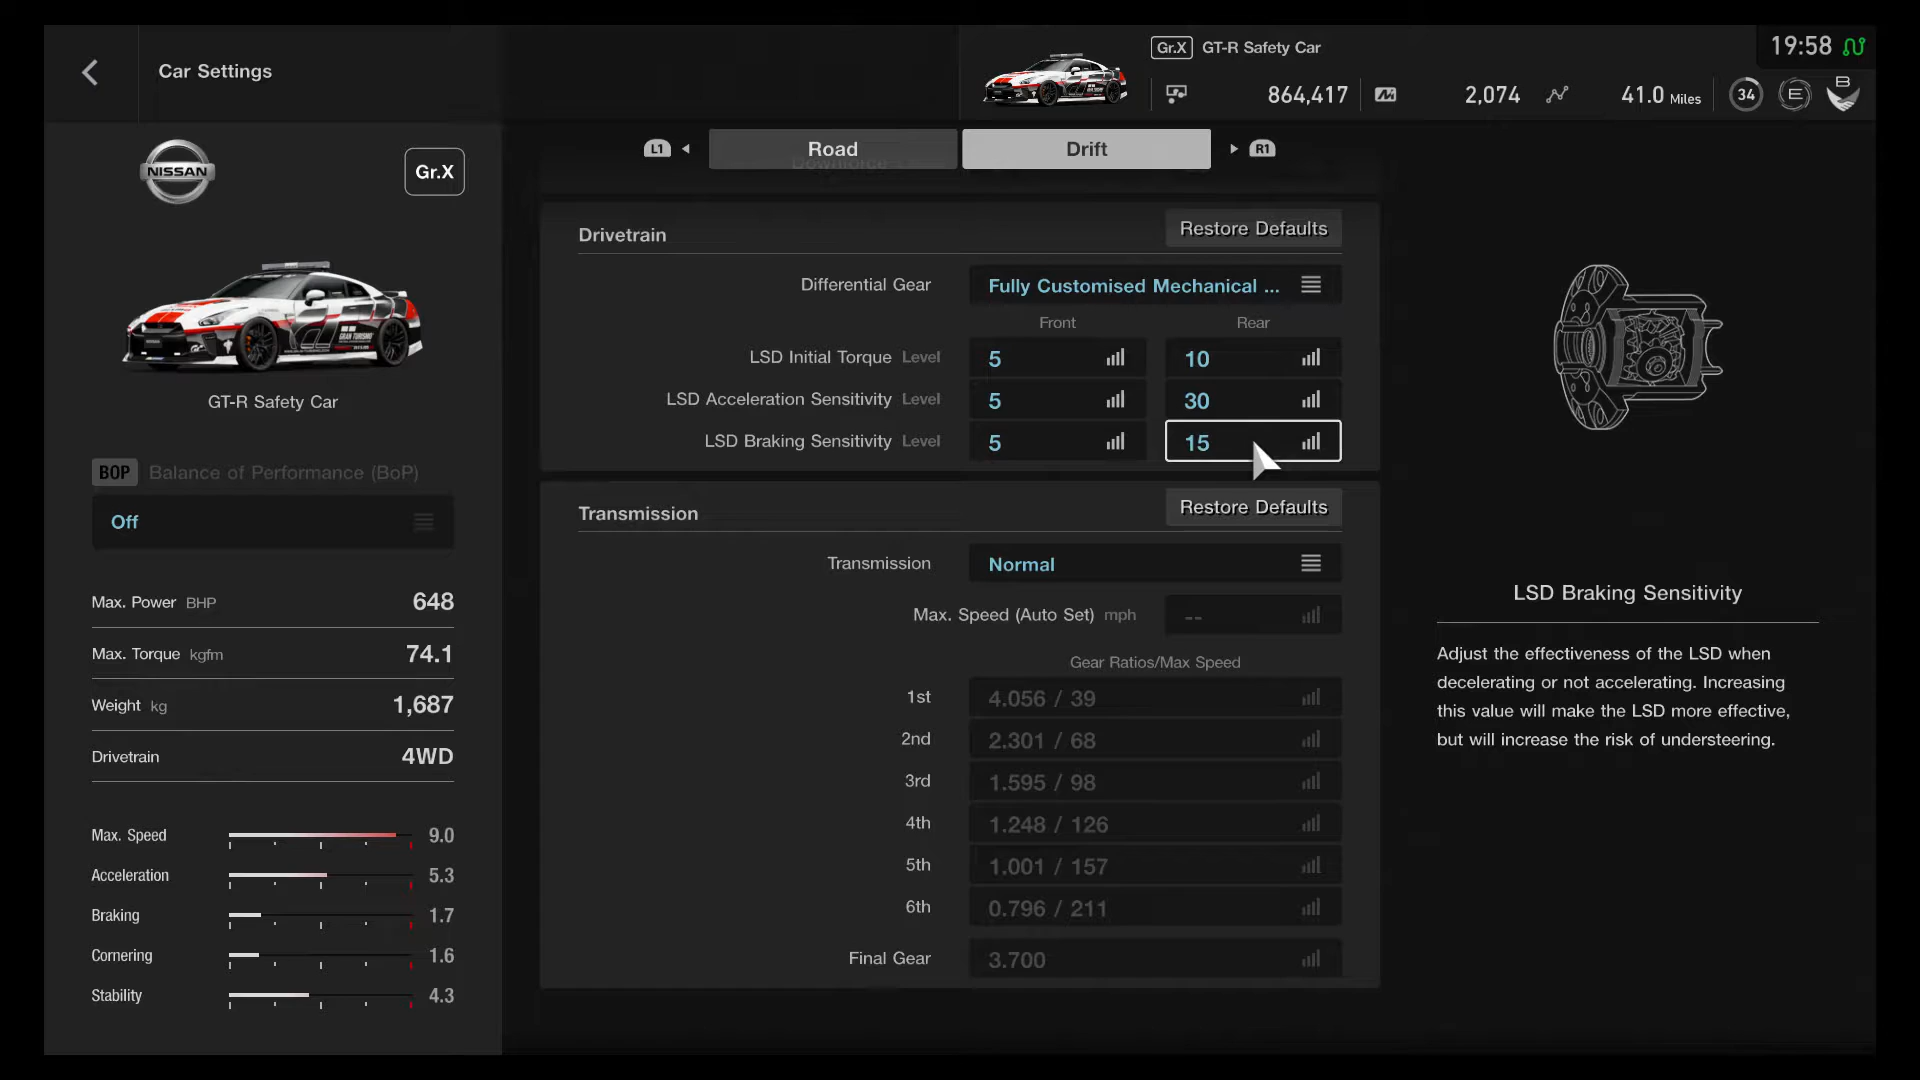 Car Settings
Gr.X GT-R Safety Car
19:58
864,417
2,074
41.0 Miles
34
E
B
L1
Road
Drift
R1
Downforce
NISSAN
Gr.X
GT-R Safety Car
BOP Balance of Performance (BoP)
Off
Max. Power BHP 648
Max. Torque kgfm 74.1
Weight kg 1,687
Drivetrain 4WD
Max. Speed 9.0
Acceleration 5.3
Braking 1.7
Cornering 1.6
Stability 4.3
Drivetrain
Restore Defaults
Differential Gear Fully Customised Mechanical ...
Front Rear
LSD Initial Torque Level 5 10
LSD Acceleration Sensitivity Level 5 30
LSD Braking Sensitivity Level 5 15
Transmission
Restore Defaults
Transmission Normal
Max. Speed (Auto Set) mph --
Gear Ratios/Max Speed
1st 4.056 / 39
2nd 2.301 / 68
3rd 1.595 / 98
4th 1.248 / 126
5th 1.001 / 157
6th 0.796 / 211
Final Gear 3.700
LSD Braking Sensitivity
Adjust the effectiveness of the LSD when
decelerating or not accelerating. Increasing
this value will make the LSD more effective,
but will increase the risk of understeering.